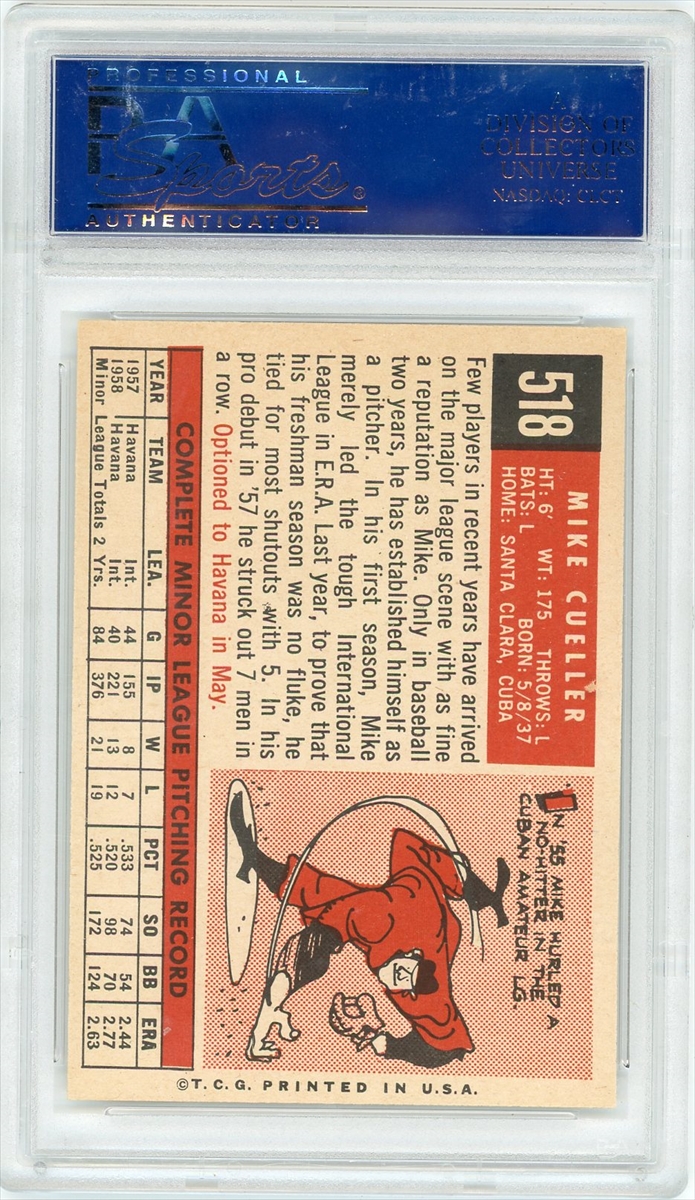 PROFESSIONAL
PSA
Sports®
AUTHENTICATOR
A
DIVISION OF
COLLECTORS
UNIVERSE
NASDAQ: CLCT
518
MIKE CUELLER
HT: 6' WT: 175 THROWS: L
BATS: L BORN: 5/8/37
HOME: SANTA CLARA, CUBA
Few players in recent years have arrived
on the major league scene with as fine
a reputation as Mike. Only in baseball
two years, he has established himself as
a pitcher. In his first season, Mike
merely led the tough International
League in E.R.A. Last year, to prove that
his freshman season was no fluke, he
tied for most shutouts with 5. In his
pro debut in '57 he struck out 7 men in
a row. Optioned to Havana in May.
IN '55 MIKE HURLED A
NO-HITTER IN THE
CUBAN AMATEUR LG.
COMPLETE MINOR LEAGUE PITCHING RECORD
YEAR TEAM LEA. G IP W L PCT SO BB ERA
1957 Havana Int. 44 155 8 7 .533 74 54 2.44
1958 Havana Int. 40 221 13 12 .520 98 70 2.77
Minor League Totals 2 Yrs. 84 376 21 19 .525 172 124 2.63
©T.C.G. PRINTED IN U.S.A.